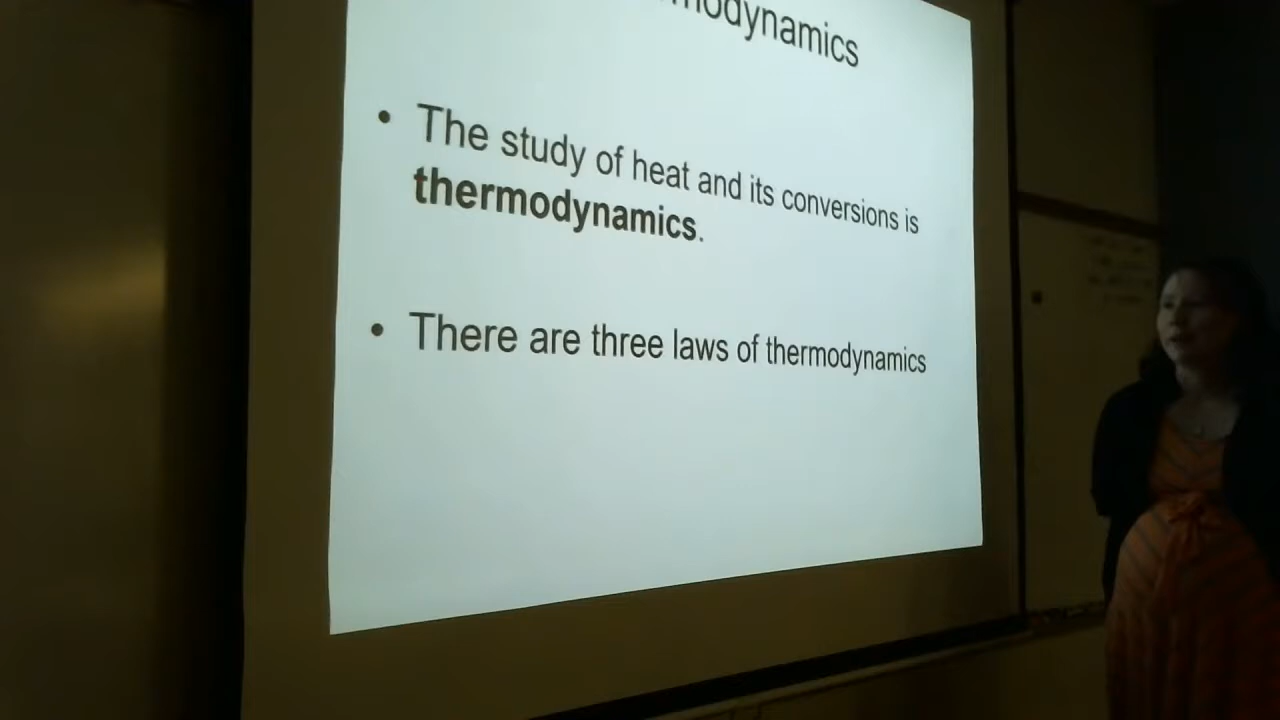 modynamics
• The study of heat and its conversions is
thermodynamics.
• There are three laws of thermodynamics